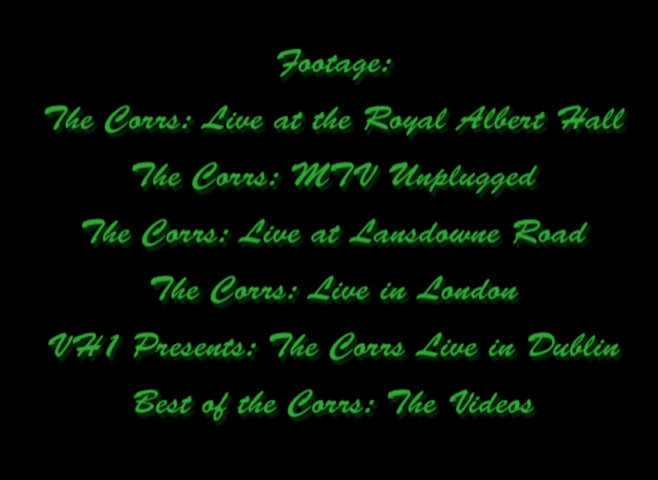 Footage:
The Corrs: Live at the Royal Albert Hall
The Corrs: MTV Unplugged
The Corrs: Live at Lansdowne Road
The Corrs: Live in London
VH1 Presents: The Corrs Live in Dublin
Best of the Corrs: The Videos